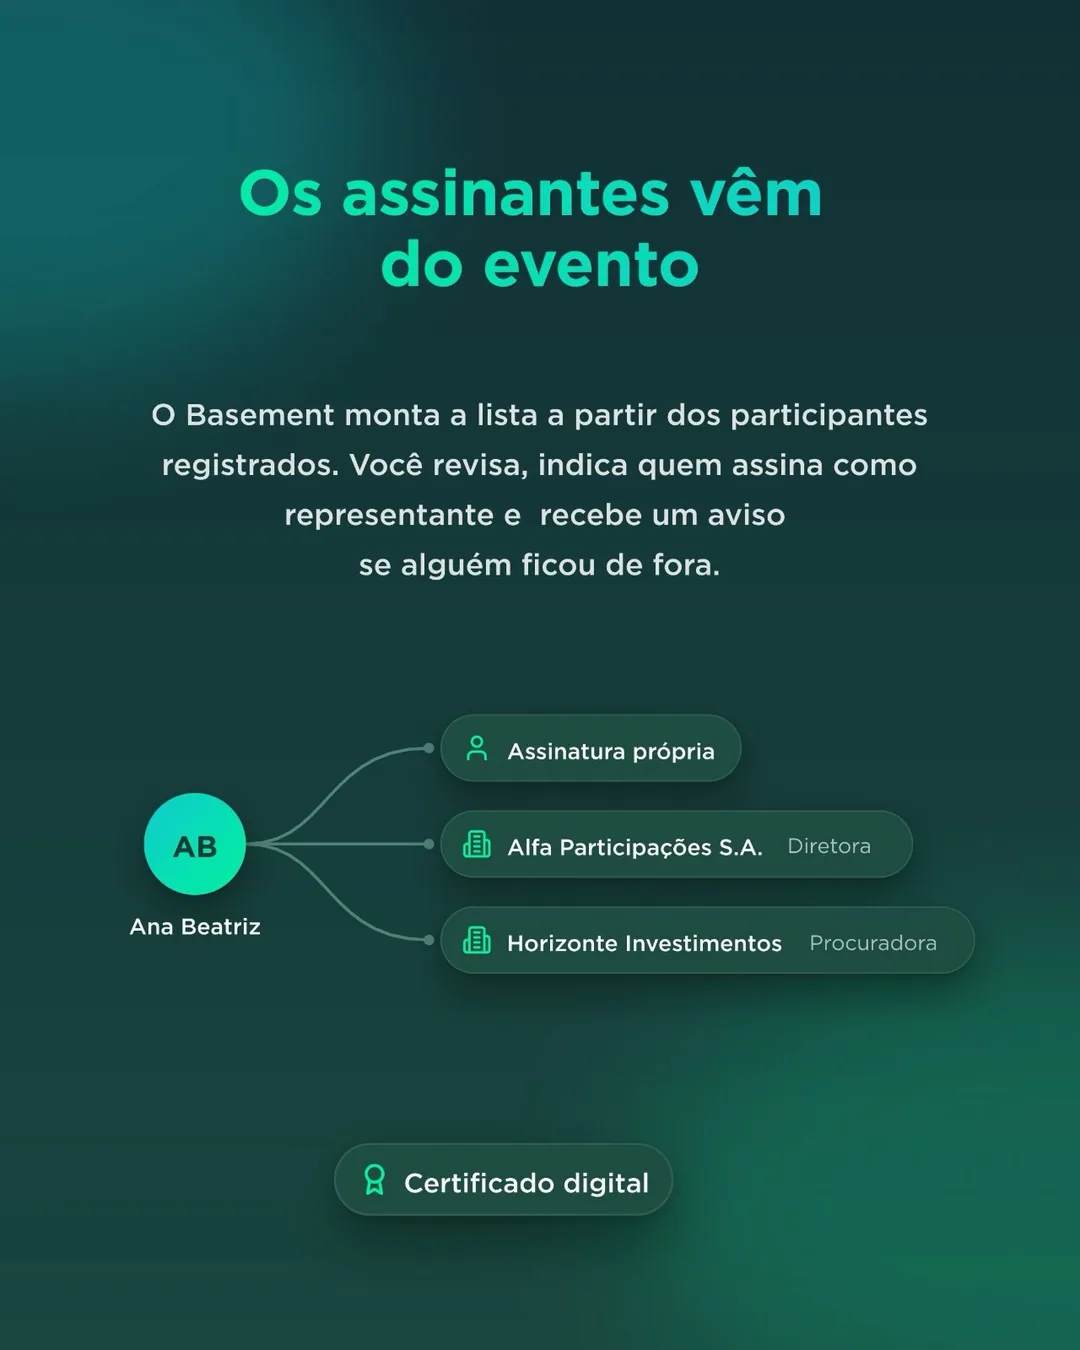 Os assinantes vêm
do evento
O Basement monta a lista a partir dos participantes
registrados. Você revisa, indica quem assina como
representante e  recebe um aviso
se alguém ficou de fora.
Assinatura própria
AB
Alfa Participações S.A. Diretora
Ana Beatriz
Horizonte Investimentos Procuradora
Certificado digital